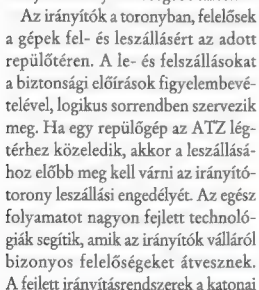 Az irányítók a toronyban, felelősek
a gépek fel- és leszállásért az adott
repülőtéren. A le- és felszállásokat
a biztonsági előírások figyelembevé-
telével, logikus sorrendben szervezik
meg. Ha egy repülőgép az ATZ lég-
térhez közeledik, akkor a leszállásá-
hoz előbb meg kell várni az irányító-
torony leszállási engedélyét. Az egész
folyamatot nagyon fejlett technoló-
giák segítik, amik az irányítók válláról
bizonyos felelőségeket átvesznek.
A fejlett irányításrendszerek a katonai